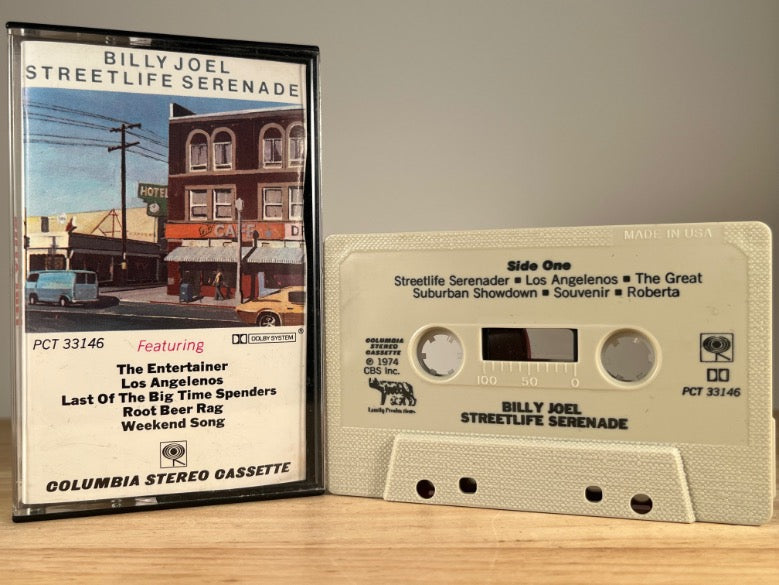 BILLY JOEL
STREETLIFE SERENADE
HOTEL
CAFE
PCT 33146
Featuring
DOLBY SYSTEM
®
The Entertainer
Los Angelenos
Last Of The Big Time Spenders
Root Beer Rag
Weekend Song
COLUMBIA STEREO CASSETTE
MADE IN USA
Side One
Streetlife Serenader ▪ Los Angelenos ▪ The Great
Suburban Showdown ▪ Souvenir ▪ Roberta
COLUMBIA
STEREO
CASSETTE
℗ 1974
CBS Inc.
Family Productions
100 50 0
PCT 33146
BILLY JOEL
STREETLIFE SERENADE